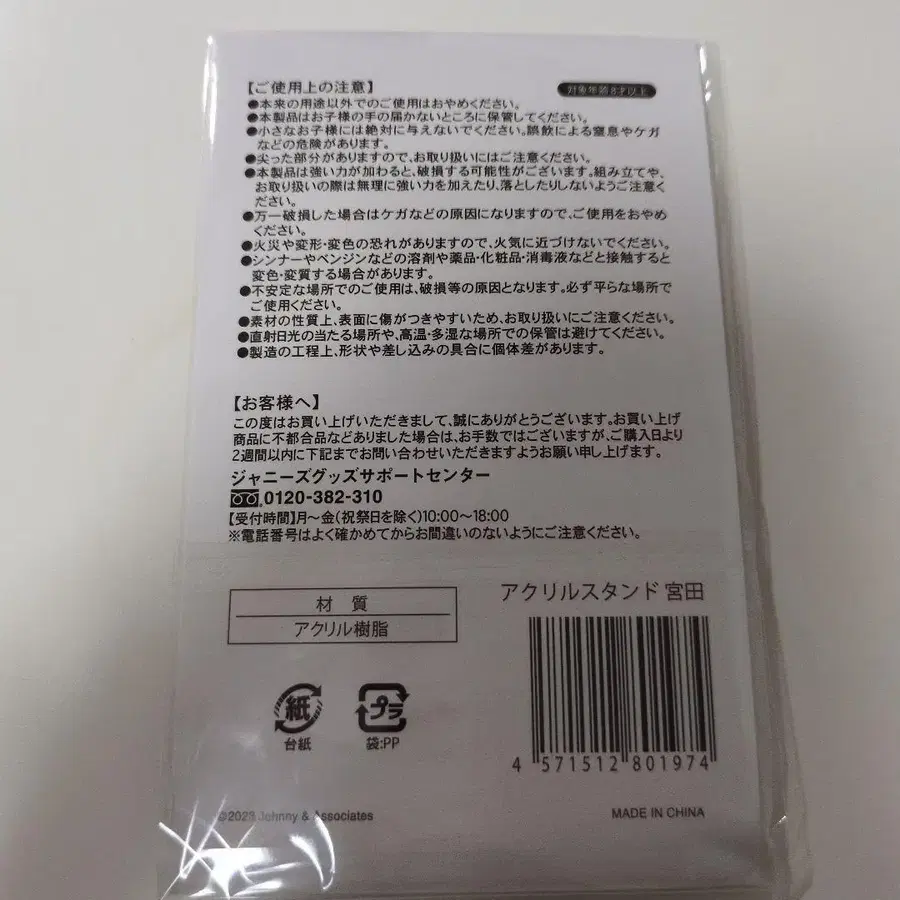 【ご使用上の注意】
対象年齢8才以上
●本来の用途以外でのご使用はおやめください。
●本製品はお子様の手の届かないところに保管してください。
●小さなお子様には絶対に与えないでください。誤飲による窒息やケガ
などの危険があります。
●尖った部分がありますので、お取り扱いにはご注意ください。
●本製品は強い力が加わると、破損する可能性がございます。組み立てや、
お取り扱いの際は無理に強い力を加えたり、落としたりしないようご注意く
ださい。
●万一破損した場合はケガなどの原因になりますので、ご使用をおやめ
ください。
●火災や変形・変色の恐れがありますので、火気に近づけないでください。
●シンナーやベンジンなどの溶剤や薬品・化粧品・消毒液などと接触すると
変色・変質する場合があります。
●不安定な場所でのご使用は、破損等の原因となります。必ず平らな場所で
ご使用ください。
●素材の性質上、表面に傷がつきやすいため、お取り扱いにご注意ください。
●直射日光の当たる場所や、高温・多湿な場所での保管は避けてください。
●製造の工程上、形状や差し込みの具合に個体差があります。
【お客様へ】
この度はお買い上げいただきまして、誠にありがとうございます。お買い上げ
商品に不都合品などありました場合は、お手数ではございますが、ご購入日より
2週間以内に下記までお問い合わせいただきますようお願い申し上げます。
ジャニーズグッズサポートセンター
0120-382-310
【受付時間】月〜金(祝祭日を除く)10:00〜18:00
※電話番号はよく確かめてからお間違いのないようにご注意ください。
材 質
アクリル樹脂
アクリルスタンド 宮田
紙
台紙
プラ
袋:PP
4 571512 801974
©2023 Johnny & Associates
MADE IN CHINA